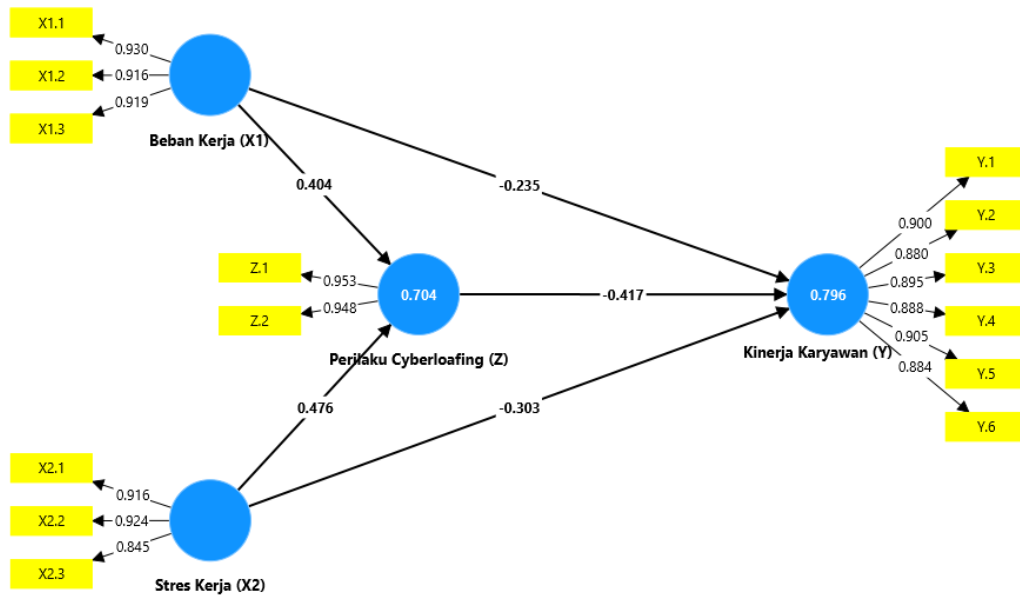 X1.1
0.930
X1.2
0.916
X1.3
0.919
Beban Kerja (X1)
0.404
-0.235
Y.1
0.900
Y.2
0.880
Z.1
0.953
0.704
-0.417
0.796
0.895
Y.3
Z.2
0.948
0.888
Y.4
Perilaku Cyberloafing (Z)
Kinerja Karyawan (Y)
0.905
Y.5
0.884
Y.6
0.476
-0.303
X2.1
0.916
X2.2
0.924
X2.3
0.845
Stres Kerja (X2)